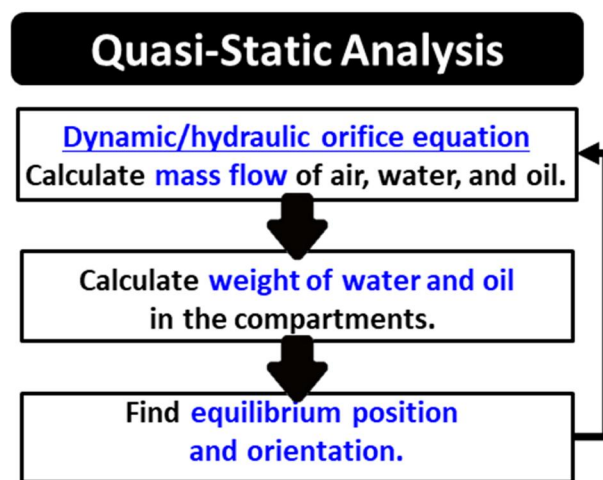 Quasi-Static Analysis
Dynamic/hydraulic orifice equation
Calculate mass flow of air, water, and oil.
Calculate weight of water and oil
in the compartments.
Find equilibrium position
and orientation.